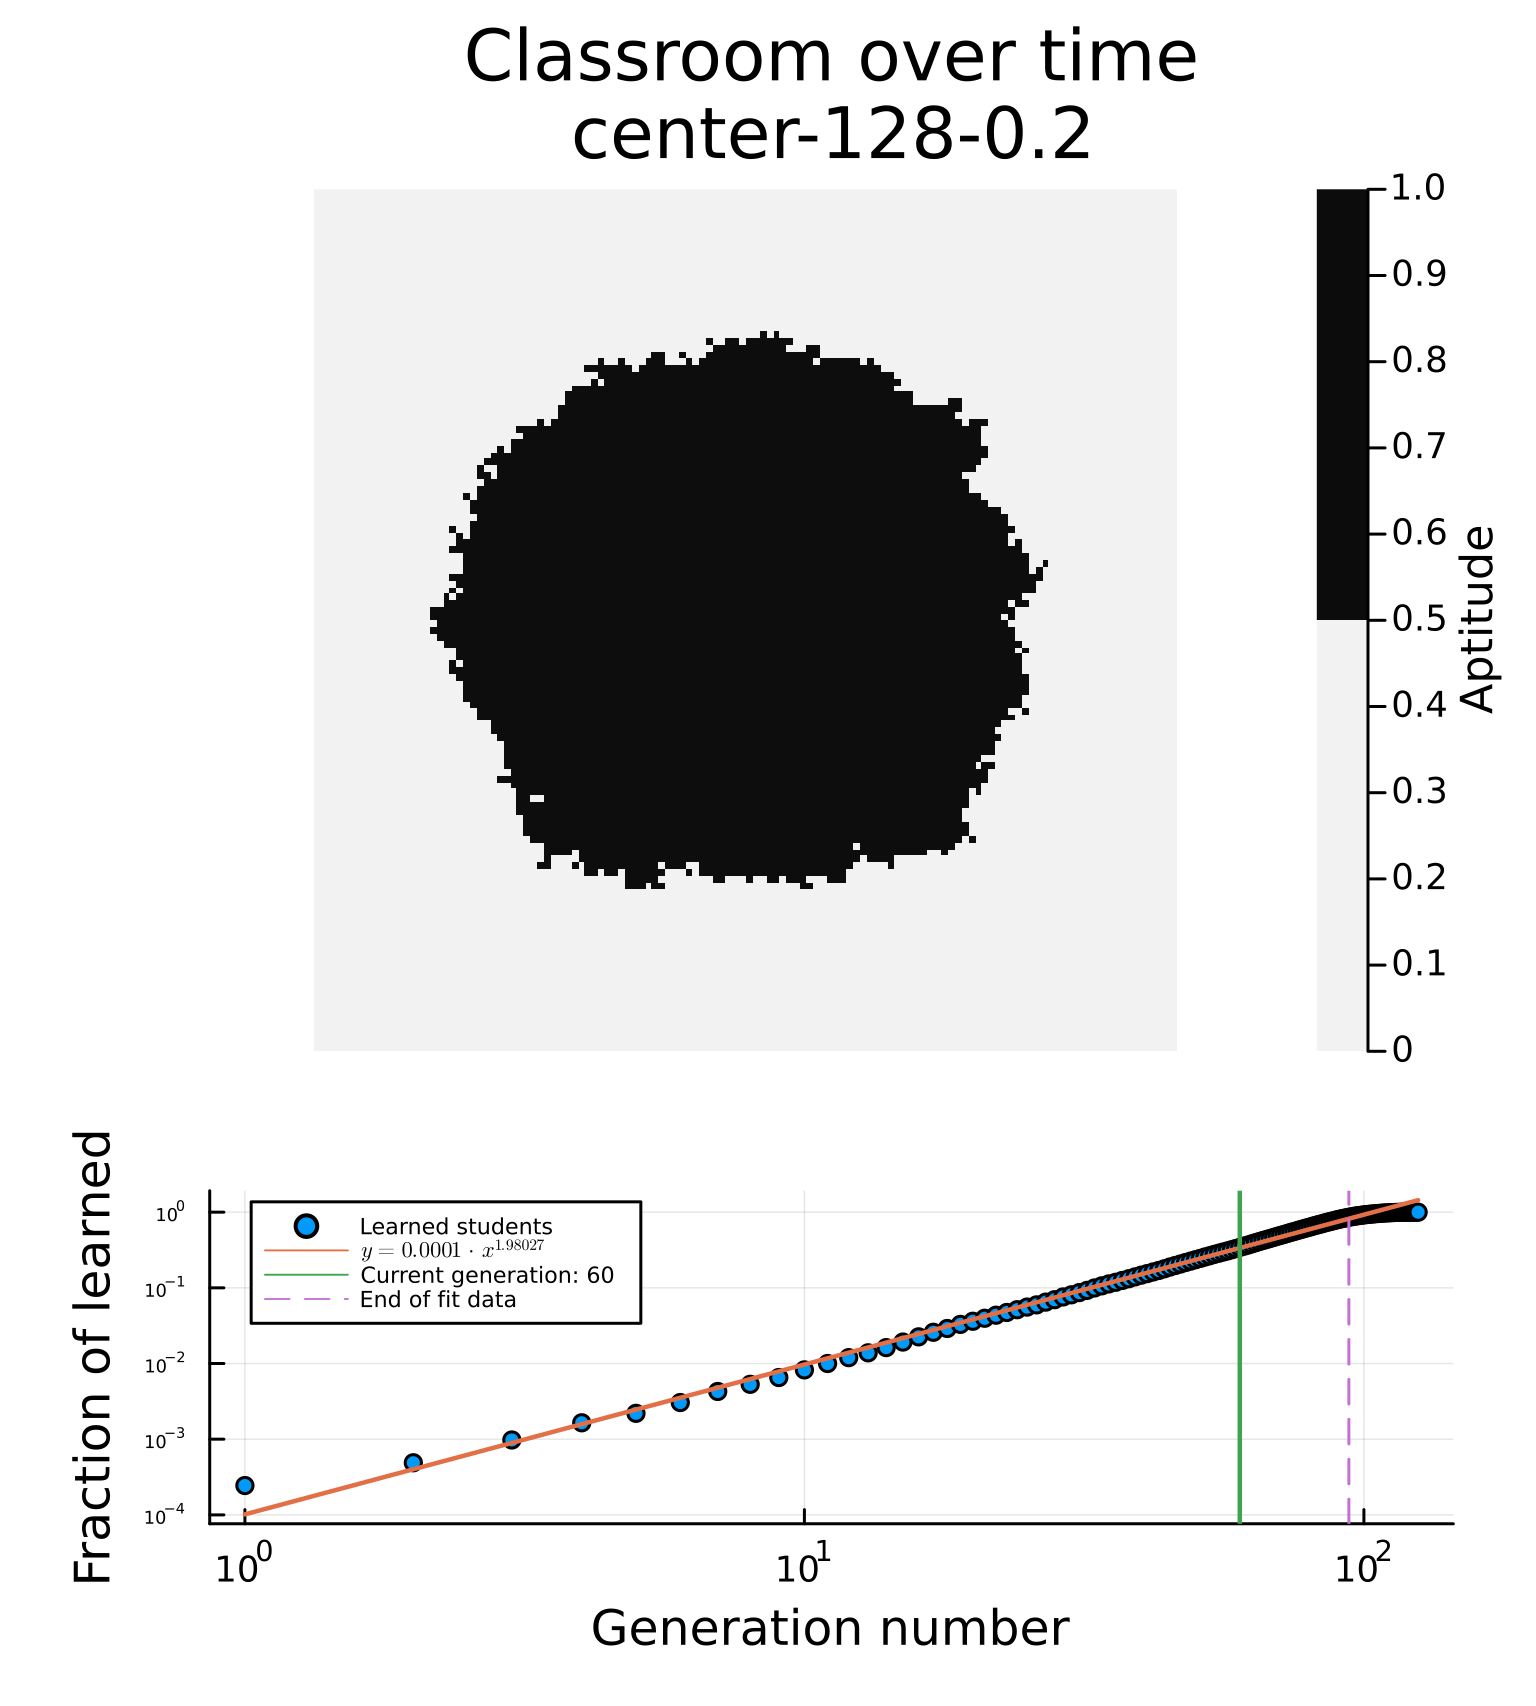 Classroom over time
center-128-0.2
1.0
0.9
0.8
0.7
0.6
0.5
0.4
0.3
0.2
0.1
0
Aptitude
Fraction of learned
10⁰
10⁻¹
10⁻²
10⁻³
10⁻⁴
Learned students
y = 0.0001 · x^1.98027
Current generation: 60
End of fit data
10⁰ 10¹ 10²
Generation number